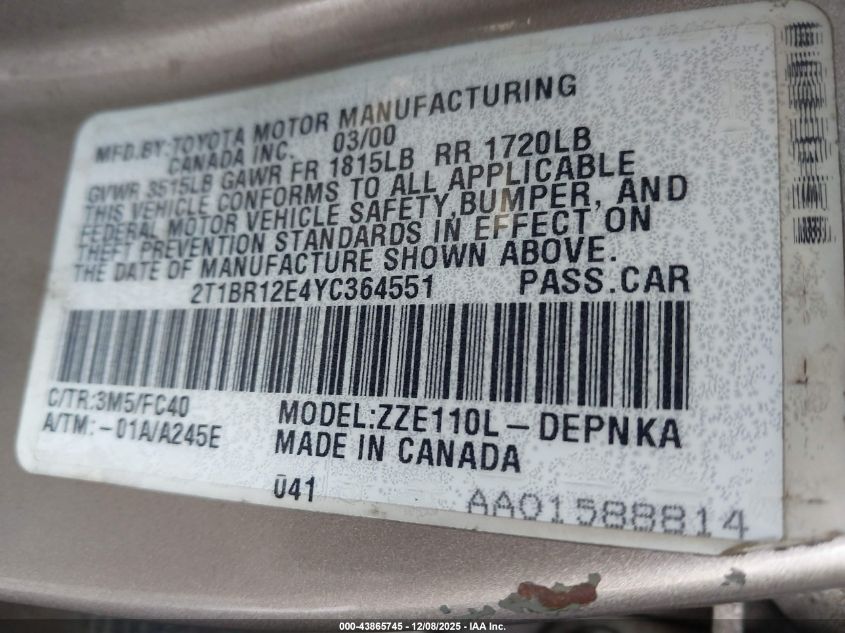 MFD.BY:TOYOTA MOTOR MANUFACTURING
CANADA INC. 03/00
GVWR 3515LB GAWR FR 1815LB RR 1720LB
THIS VEHICLE CONFORMS TO ALL APPLICABLE
FEDERAL MOTOR VEHICLE SAFETY,BUMPER, AND
THEFT PREVENTION STANDARDS IN EFFECT ON
THE DATE OF MANUFACTURE SHOWN ABOVE.
2T1BR12E4YC364551 PASS.CAR
C/TR:3M5/FC40 MODEL:ZZE110L-DEPNKA
A/TM:-01A/A245E MADE IN CANADA
041
AA01588814
000-43865745 - 12/08/2025 - IAA Inc.